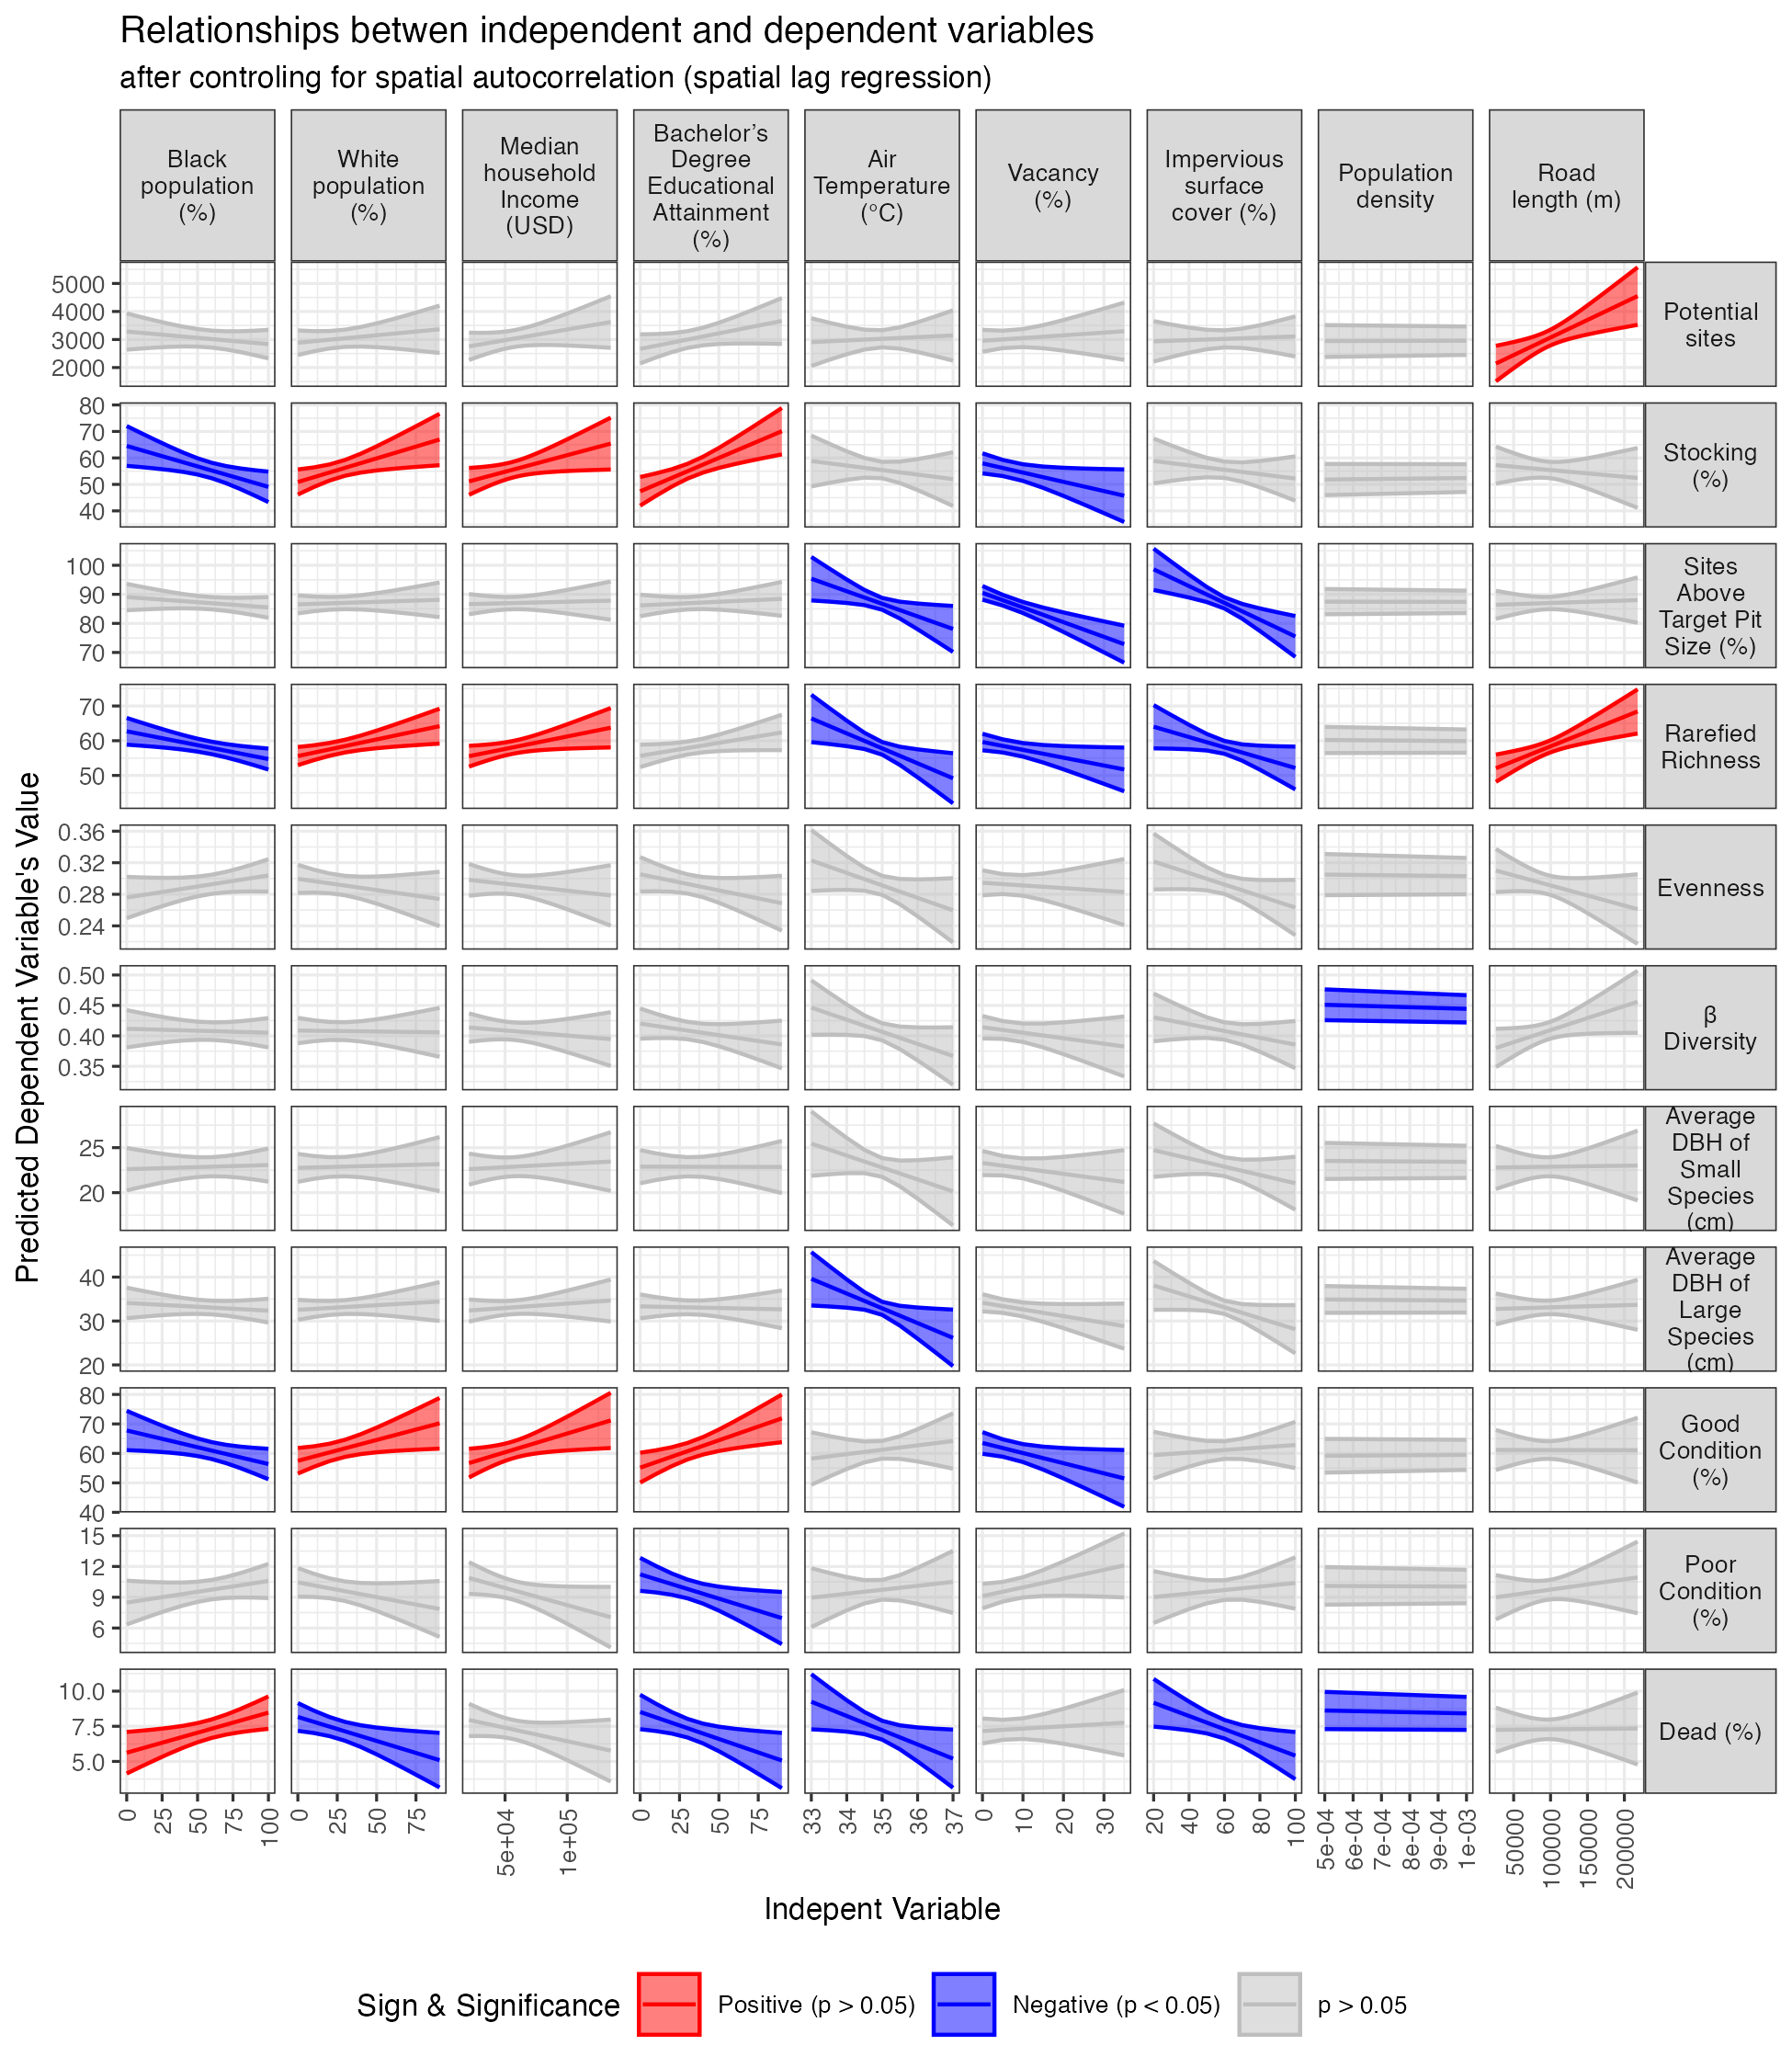 Relationships betwen independent and dependent variables
after controling for spatial autocorrelation (spatial lag regression)
Black
population
(%)
White
population
(%)
Median
household
Income
(USD)
Bachelor's
Degree
Educational
Attainment
(%)
Air
Temperature
(°C)
Vacancy
(%)
Impervious
surface
cover (%)
Population
density
Road
length (m)
Predicted Dependent Variable's Value
5000
4000
3000
2000
Potential
sites
80
70
60
50
40
Stocking
(%)
100
90
80
70
Sites
Above
Target Pit
Size (%)
70
60
50
Rarefied
Richness
0.36
0.32
0.28
0.24
Evenness
0.50
0.45
0.40
0.35
β
Diversity
25
20
Average
DBH of
Small
Species
(cm)
40
30
20
Average
DBH of
Large
Species
(cm)
80
70
60
50
40
Good
Condition
(%)
15
12
9
6
Poor
Condition
(%)
10.0
7.5
5.0
Dead (%)
0 25 50 75 100
0 25 50 75
5e+04 1e+05
0 25 50 75
33 34 35 36 37
0 10 20 30
20 40 60 80 100
5e-04 6e-04 7e-04 8e-04 9e-04 1e-03
50000 100000 150000 200000
Indepent Variable
Sign & Significance
Positive (p > 0.05)
Negative (p < 0.05)
p > 0.05